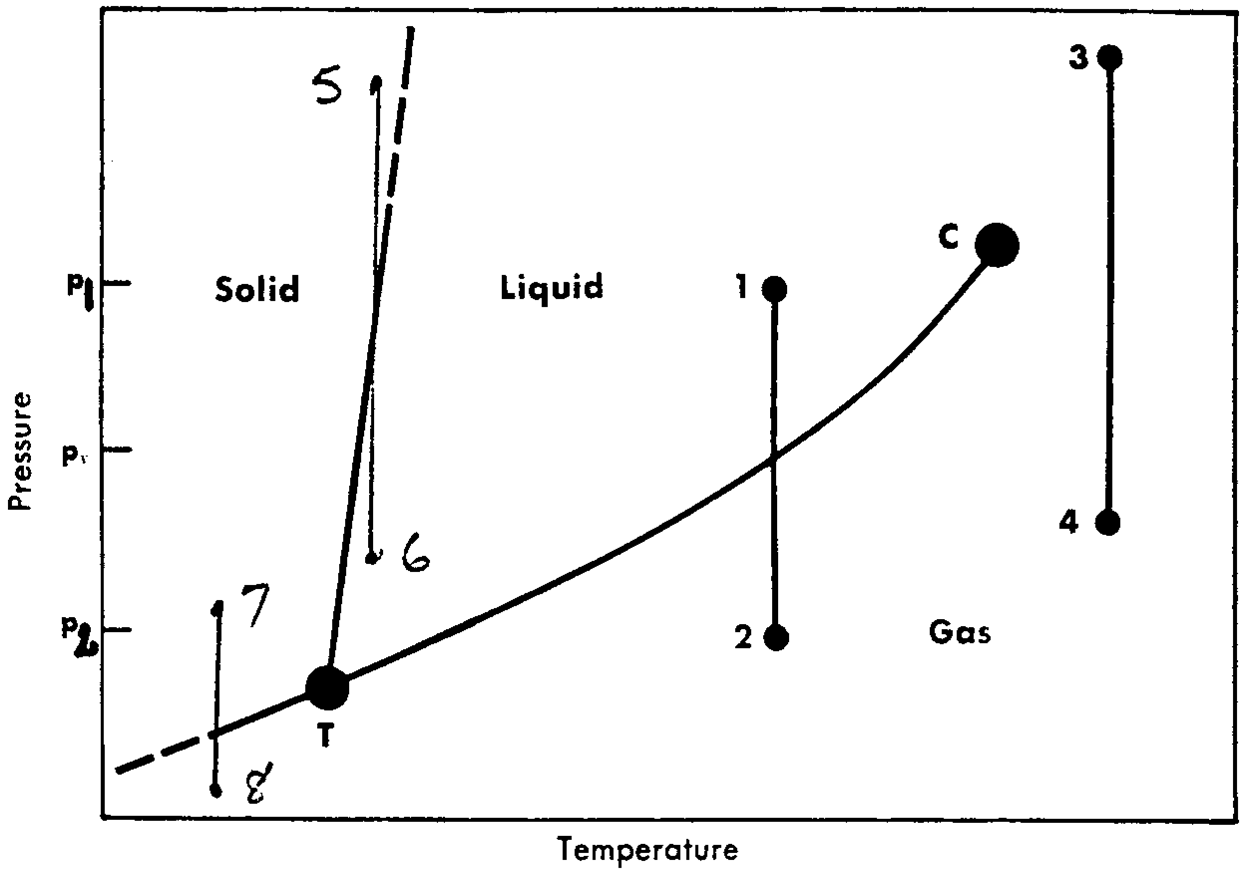 3
5
C
P1
Solid
Liquid
1
Pressure
Pv
4
6
7
P2
2
Gas
T
8
Temperature